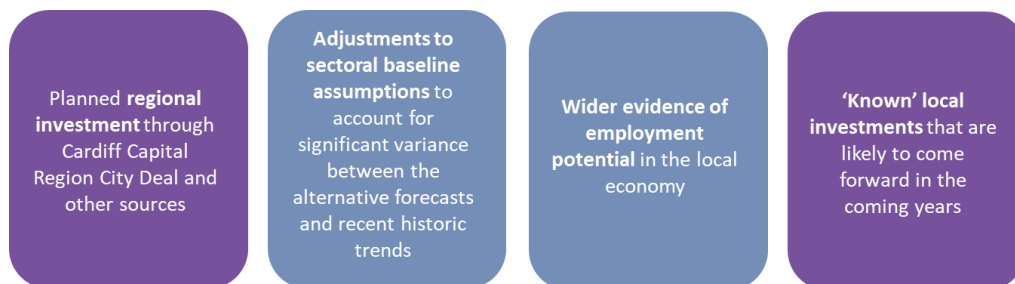 Planned regional
investment through
Cardiff Capital
Region City Deal and
other sources
Adjustments to
sectoral baseline
assumptions to
account for
significant variance
between the
alternative forecasts
and recent historic
trends
Wider evidence of
employment
potential in the local
economy
‘Known’ local
investments that are
likely to come
forward in the
coming years